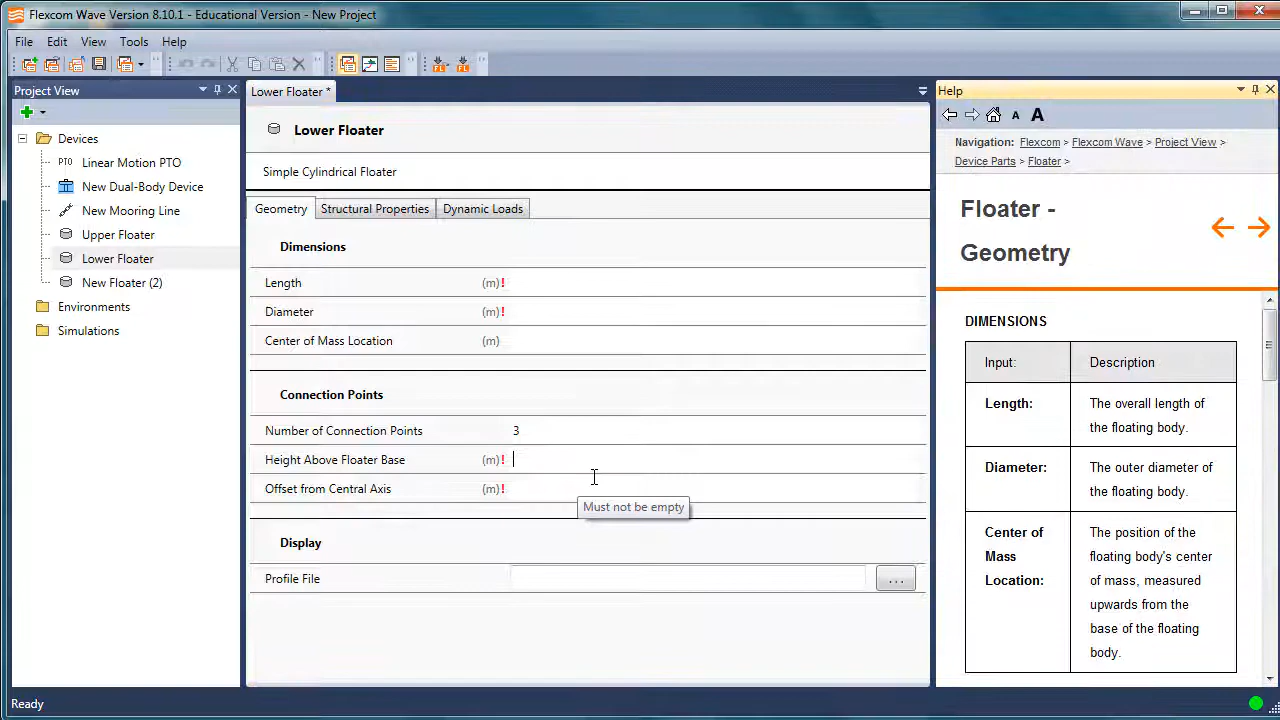 Flexcom Wave Version 8.10.1 - Educational Version - New Project
File Edit View Tools Help
Project View
Devices
PTO Linear Motion PTO
New Dual-Body Device
New Mooring Line
Upper Floater
Lower Floater
New Floater (2)
Environments
Simulations
Lower Floater *
Lower Floater
Simple Cylindrical Floater
Geometry Structural Properties Dynamic Loads
Dimensions
Length (m) !
Diameter (m) !
Center of Mass Location (m)
Connection Points
Number of Connection Points 3
Height Above Floater Base (m) !
Offset from Central Axis (m) !
Must not be empty
Display
Profile File ...
Help
A A
Navigation: Flexcom > Flexcom Wave > Project View >
Device Parts > Floater >
Floater -
Geometry
DIMENSIONS
Input: Description
Length: The overall length of
the floating body.
Diameter: The outer diameter of
the floating body.
Center of The position of the
Mass floating body's center
Location: of mass, measured
upwards from the
base of the floating
body.
Ready